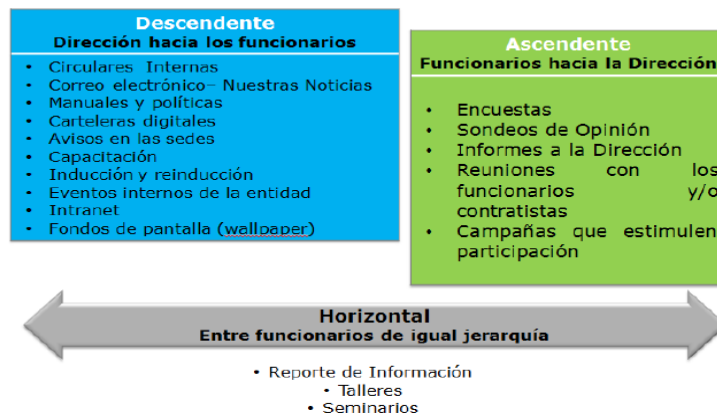 Descendente
Dirección hacia los funcionarios
• Circulares Internas
• Correo electrónico– Nuestras Noticias
• Manuales y políticas
• Carteleras digitales
• Avisos en las sedes
• Capacitación
• Inducción y reinducción
• Eventos internos de la entidad
• Intranet
• Fondos de pantalla (wallpaper)
Ascendente
Funcionarios hacia la Dirección
• Encuestas
• Sondeos de Opinión
• Informes a la Dirección
• Reuniones con los
funcionarios y/o
contratistas
• Campañas que estimulen
participación
Horizontal
Entre funcionarios de igual jerarquía
• Reporte de Información
• Talleres
• Seminarios